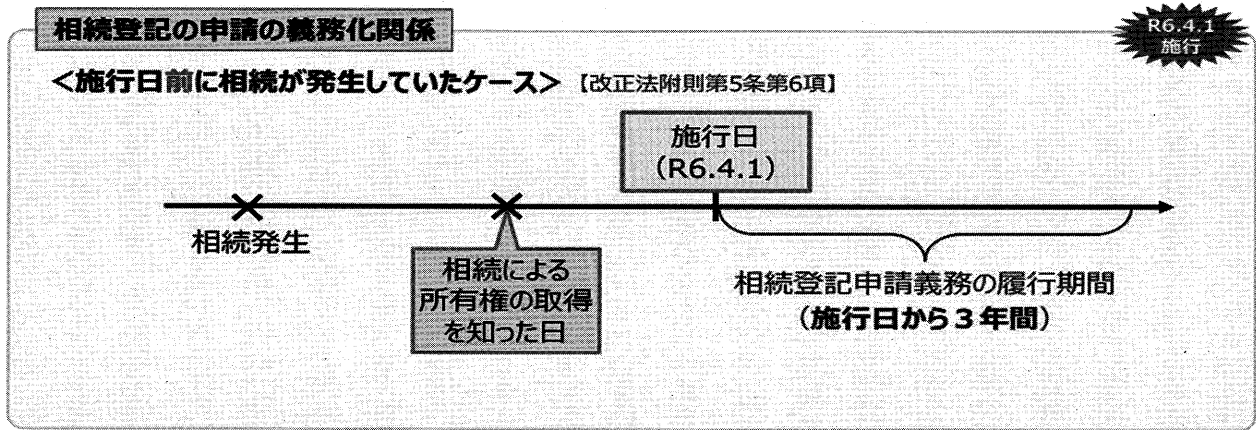 相続登記の申請の義務化関係
R6.4.1
施行
<施行日前に相続が発生していたケース>【改正法附則第5条第6項】
施行日
（R6.4.1）
相続発生
相続による
所有権の取得
を知った日
相続登記申請義務の履行期間
（施行日から３年間）